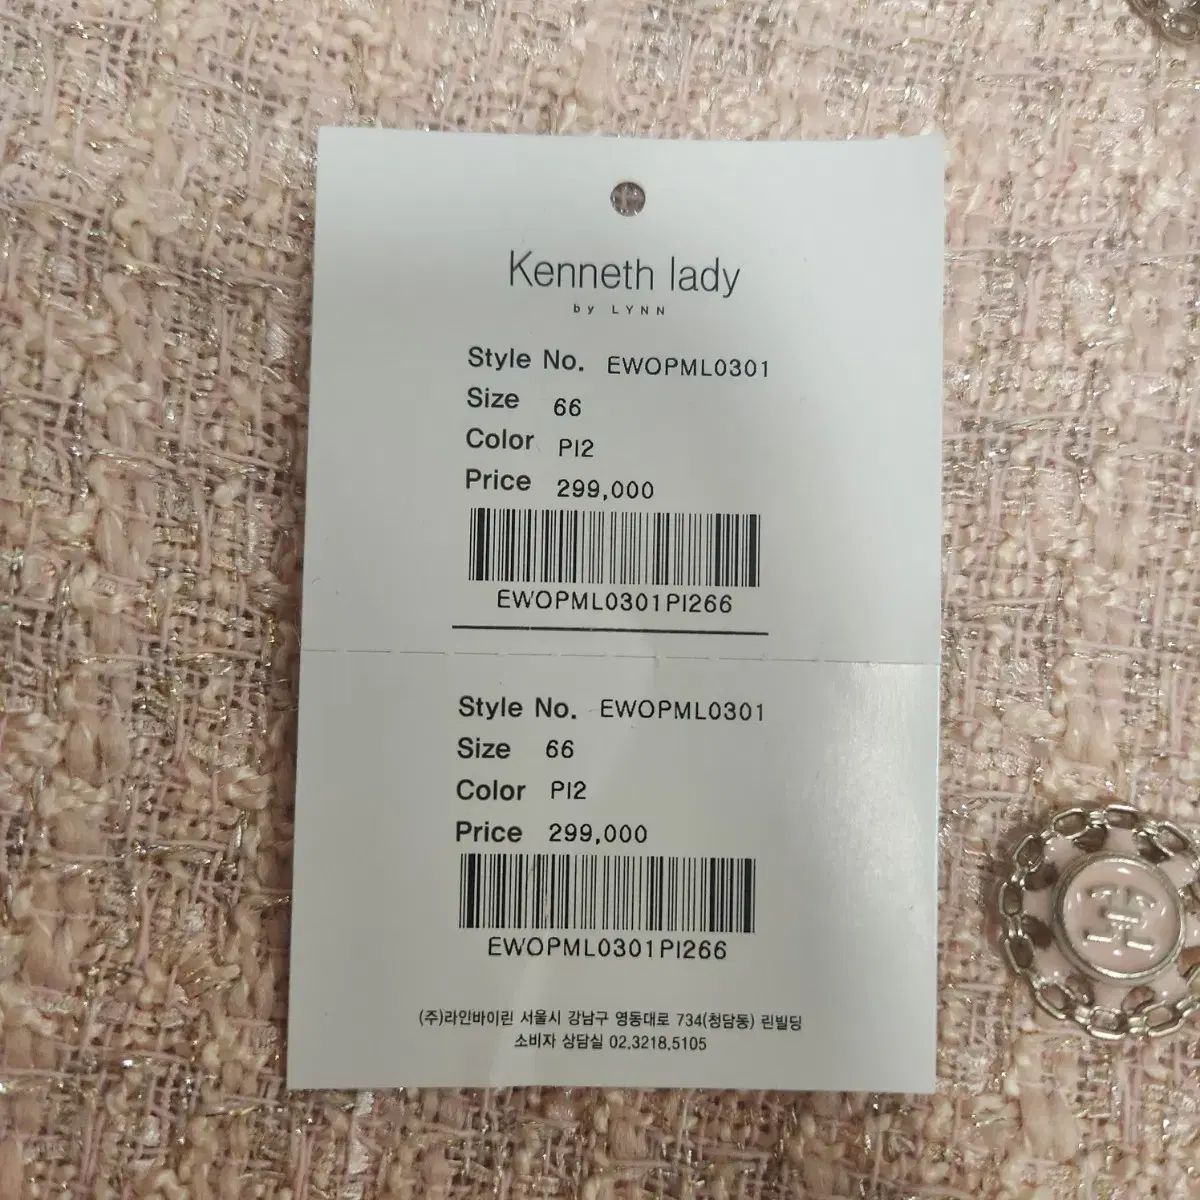 Kenneth lady
by LYNN
Style No. EWOPML0301
Size 66
Color PI2
Price 299,000
EWOPML0301PI266
Style No. EWOPML0301
Size 66
Color PI2
Price 299,000
EWOPML0301PI266
(주)라인바이린 서울시 강남구 영동대로 734(청담동) 린빌딩
소비자 상담실 02.3218.5105